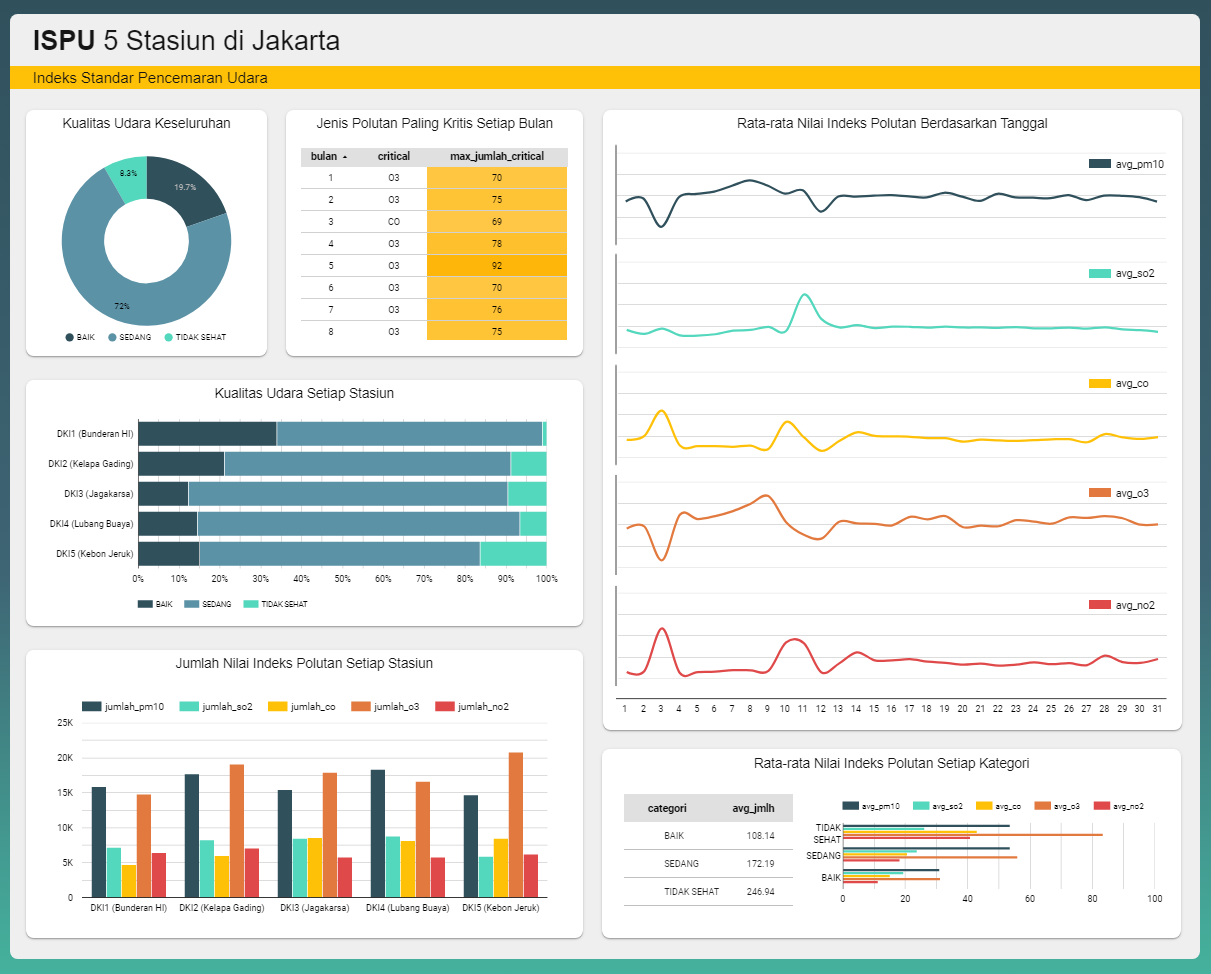 ISPU 5 Stasiun di Jakarta
Indeks Standar Pencemaran Udara
Kualitas Udara Keseluruhan
8.3%
19.7%
72%
BAIK SEDANG TIDAK SEHAT
Jenis Polutan Paling Kritis Setiap Bulan
bulan critical max_jumlah_critical
1 O3 70
2 O3 75
3 CO 69
4 O3 78
5 O3 92
6 O3 70
7 O3 76
8 O3 75
Rata-rata Nilai Indeks Polutan Berdasarkan Tanggal
avg_pm10
avg_so2
avg_co
avg_o3
avg_no2
1 2 3 4 5 6 7 8 9 10 11 12 13 14 15 16 17 18 19 20 21 22 23 24 25 26 27 28 29 30 31
Kualitas Udara Setiap Stasiun
DKI1 (Bunderan HI)
DKI2 (Kelapa Gading)
DKI3 (Jagakarsa)
DKI4 (Lubang Buaya)
DKI5 (Kebon Jeruk)
0% 10% 20% 30% 40% 50% 60% 70% 80% 90% 100%
BAIK SEDANG TIDAK SEHAT
Jumlah Nilai Indeks Polutan Setiap Stasiun
jumlah_pm10 jumlah_so2 jumlah_co jumlah_o3 jumlah_no2
25K
20K
15K
10K
5K
0
DKI1 (Bunderan HI) DKI2 (Kelapa Gading) DKI3 (Jagakarsa) DKI4 (Lubang Buaya) DKI5 (Kebon Jeruk)
Rata-rata Nilai Indeks Polutan Setiap Kategori
categori avg_jmlh
BAIK 108.14
SEDANG 172.19
TIDAK SEHAT 246.94
avg_pm10 avg_so2 avg_co avg_o3 avg_no2
TIDAK
SEHAT
SEDANG
BAIK
0 20 40 60 80 100